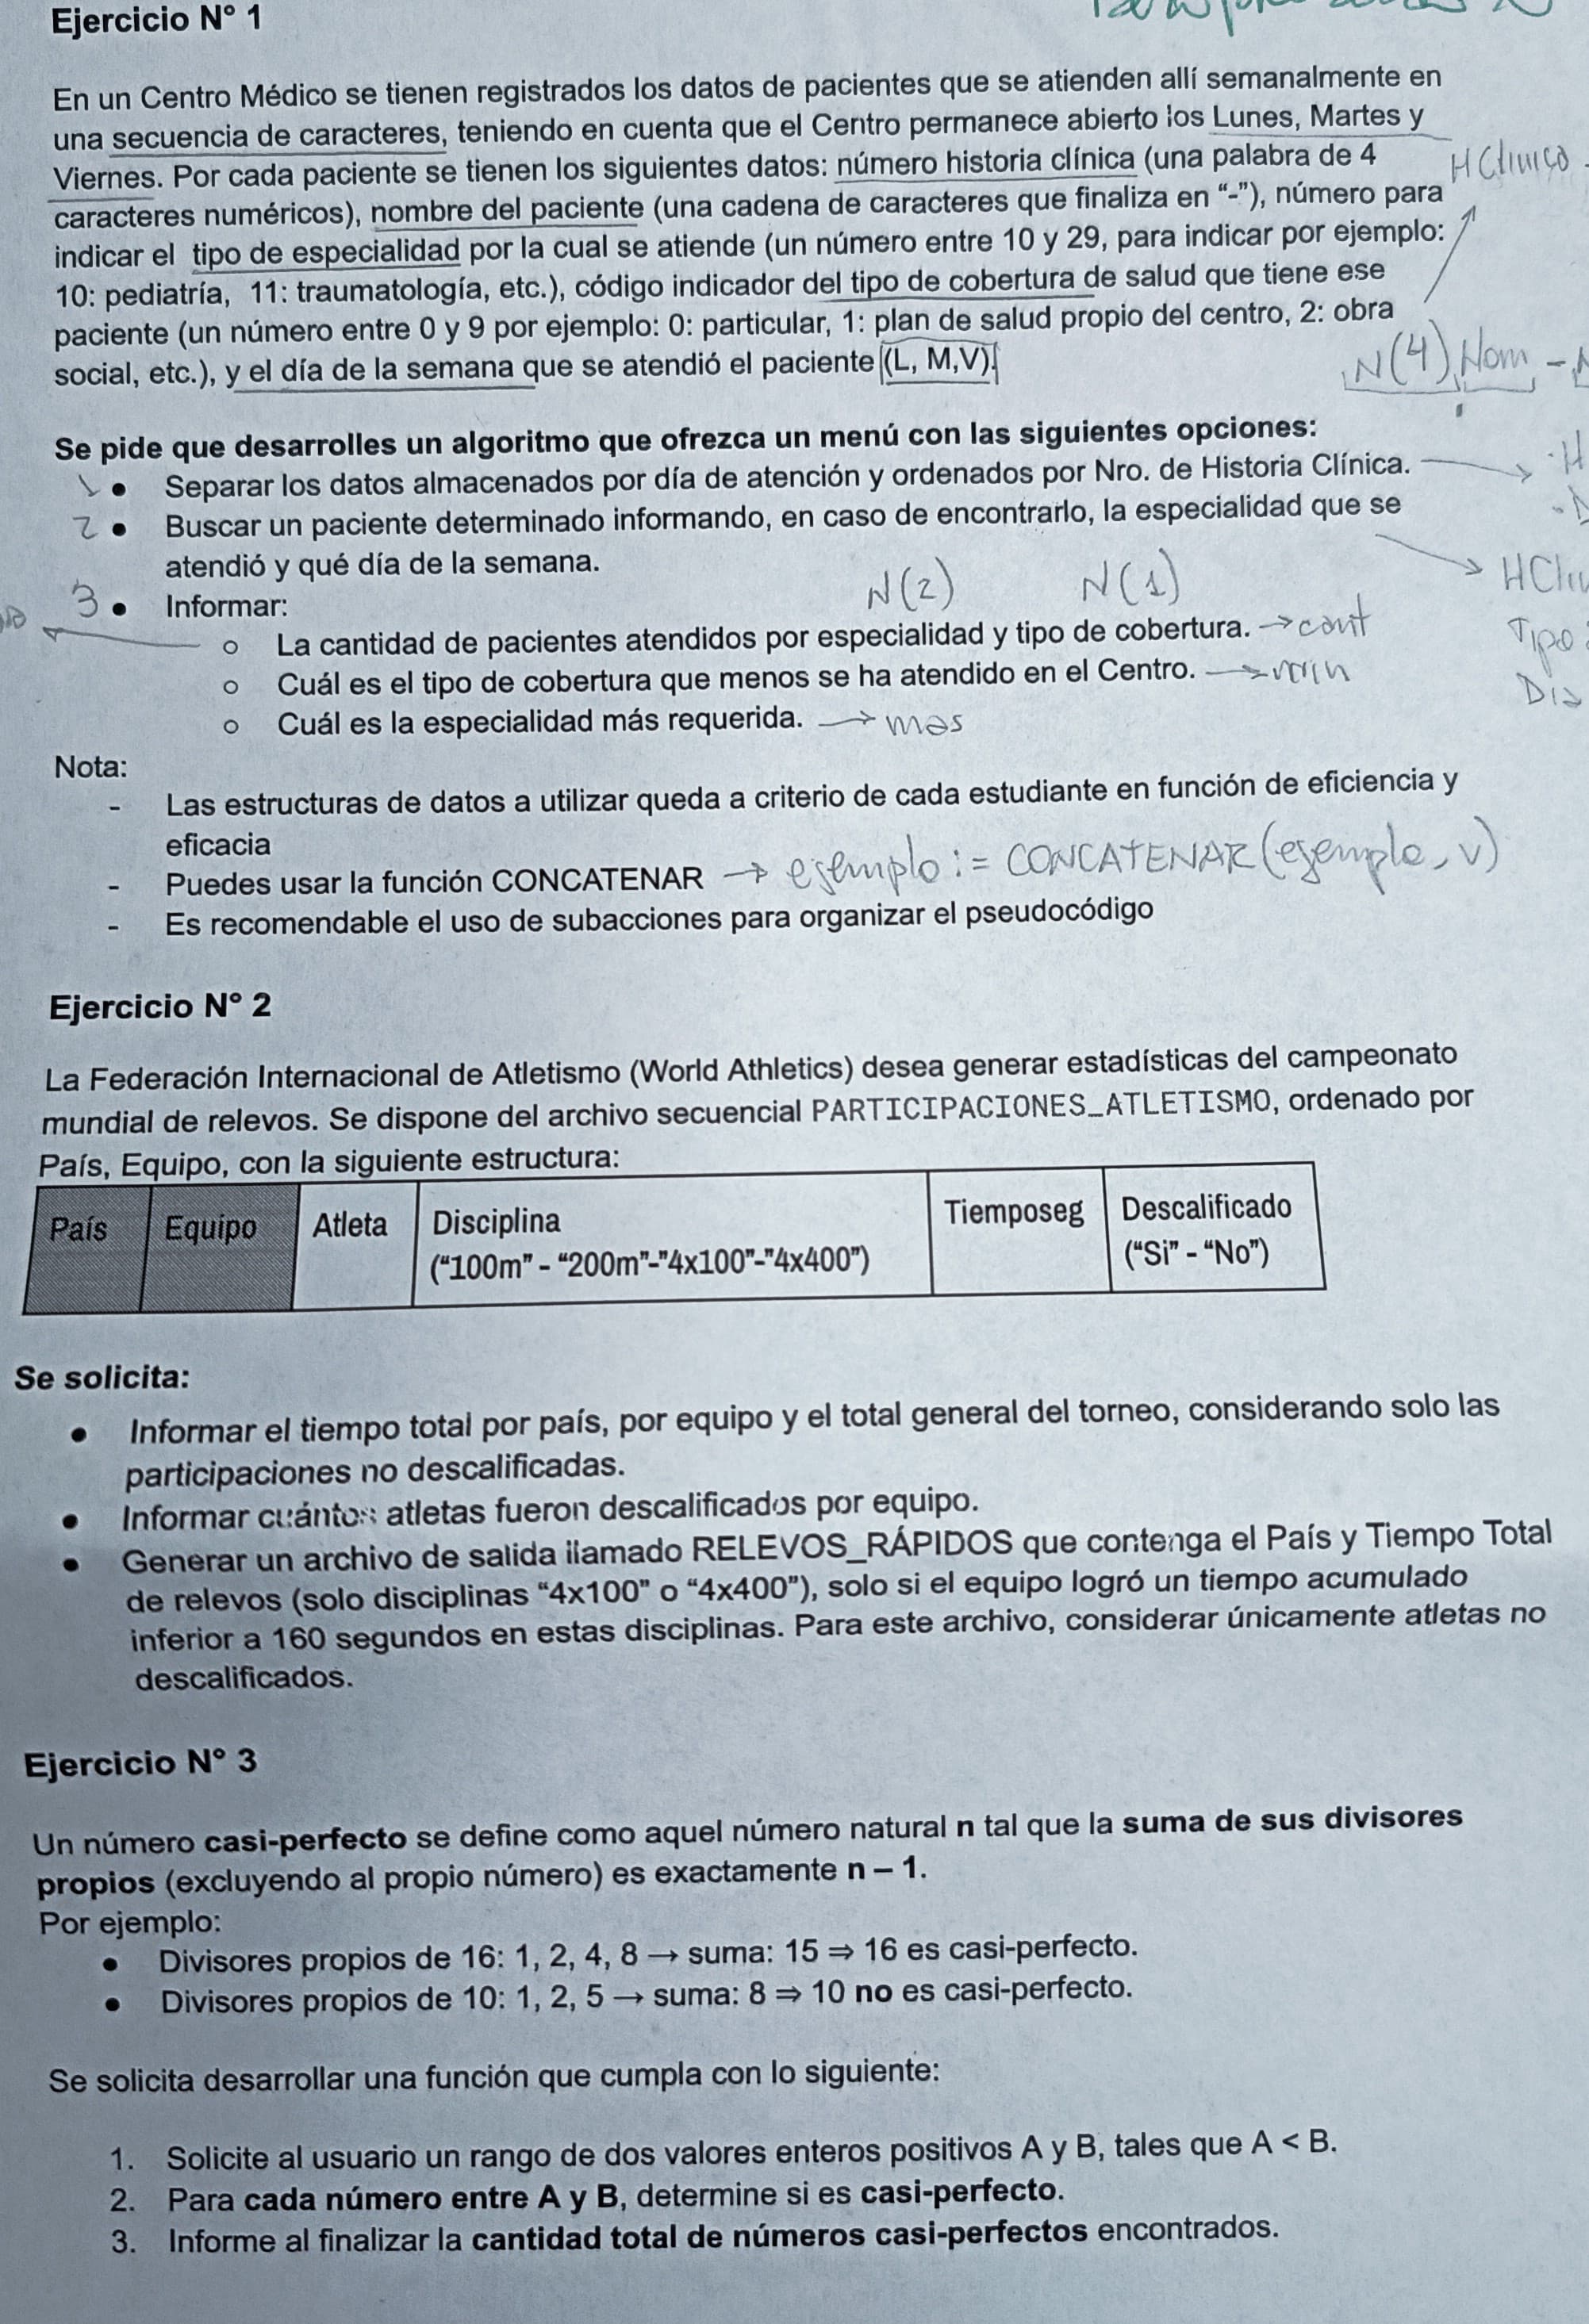 Ejercicio N° 1
En un Centro Médico se tienen registrados los datos de pacientes que se atienden allí semanalmente en
una secuencia de caracteres, teniendo en cuenta que el Centro permanece abierto los Lunes, Martes y
Viernes. Por cada paciente se tienen los siguientes datos: número historia clínica (una palabra de 4
HClinico
caracteres numéricos), nombre del paciente (una cadena de caracteres que finaliza en “-”), número para
indicar el tipo de especialidad por la cual se atiende (un número entre 10 y 29, para indicar por ejemplo:
10: pediatría, 11: traumatología, etc.), código indicador del tipo de cobertura de salud que tiene ese
paciente (un número entre 0 y 9 por ejemplo: 0: particular, 1: plan de salud propio del centro, 2: obra
social, etc.), y el día de la semana que se atendió el paciente (L, M,V).
N(4) Nom -
Se pide que desarrolles un algoritmo que ofrezca un menú con las siguientes opciones:
1 ● Separar los datos almacenados por día de atención y ordenados por Nro. de Historia Clínica. →
2 ● Buscar un paciente determinado informando, en caso de encontrarlo, la especialidad que se
atendió y qué día de la semana.
→ HCli
N(2) N(1)
3 ● Informar:
○ La cantidad de pacientes atendidos por especialidad y tipo de cobertura. → cont
Tipo
○ Cuál es el tipo de cobertura que menos se ha atendido en el Centro. → min
Dia
○ Cuál es la especialidad más requerida. → mas
Nota:
- Las estructuras de datos a utilizar queda a criterio de cada estudiante en función de eficiencia y
eficacia
- Puedes usar la función CONCATENAR → ejemplo := CONCATENAR(ejemplo, v)
- Es recomendable el uso de subacciones para organizar el pseudocódigo
Ejercicio N° 2
La Federación Internacional de Atletismo (World Athletics) desea generar estadísticas del campeonato
mundial de relevos. Se dispone del archivo secuencial PARTICIPACIONES_ATLETISMO, ordenado por
País, Equipo, con la siguiente estructura:
País Equipo Atleta Disciplina Tiemposeg Descalificado
(“100m” - “200m”-”4x100”-”4x400”) (“Si” - “No”)
Se solicita:
● Informar el tiempo total por país, por equipo y el total general del torneo, considerando solo las
participaciones no descalificadas.
● Informar cuántos atletas fueron descalificados por equipo.
● Generar un archivo de salida llamado RELEVOS_RÁPIDOS que contenga el País y Tiempo Total
de relevos (solo disciplinas “4x100” o “4x400”), solo si el equipo logró un tiempo acumulado
inferior a 160 segundos en estas disciplinas. Para este archivo, considerar únicamente atletas no
descalificados.
Ejercicio N° 3
Un número casi-perfecto se define como aquel número natural n tal que la suma de sus divisores
propios (excluyendo al propio número) es exactamente n – 1.
Por ejemplo:
● Divisores propios de 16: 1, 2, 4, 8 → suma: 15 ⇒ 16 es casi-perfecto.
● Divisores propios de 10: 1, 2, 5 → suma: 8 ⇒ 10 no es casi-perfecto.
Se solicita desarrollar una función que cumpla con lo siguiente:
1. Solicite al usuario un rango de dos valores enteros positivos A y B, tales que A < B.
2. Para cada número entre A y B, determine si es casi-perfecto.
3. Informe al finalizar la cantidad total de números casi-perfectos encontrados.